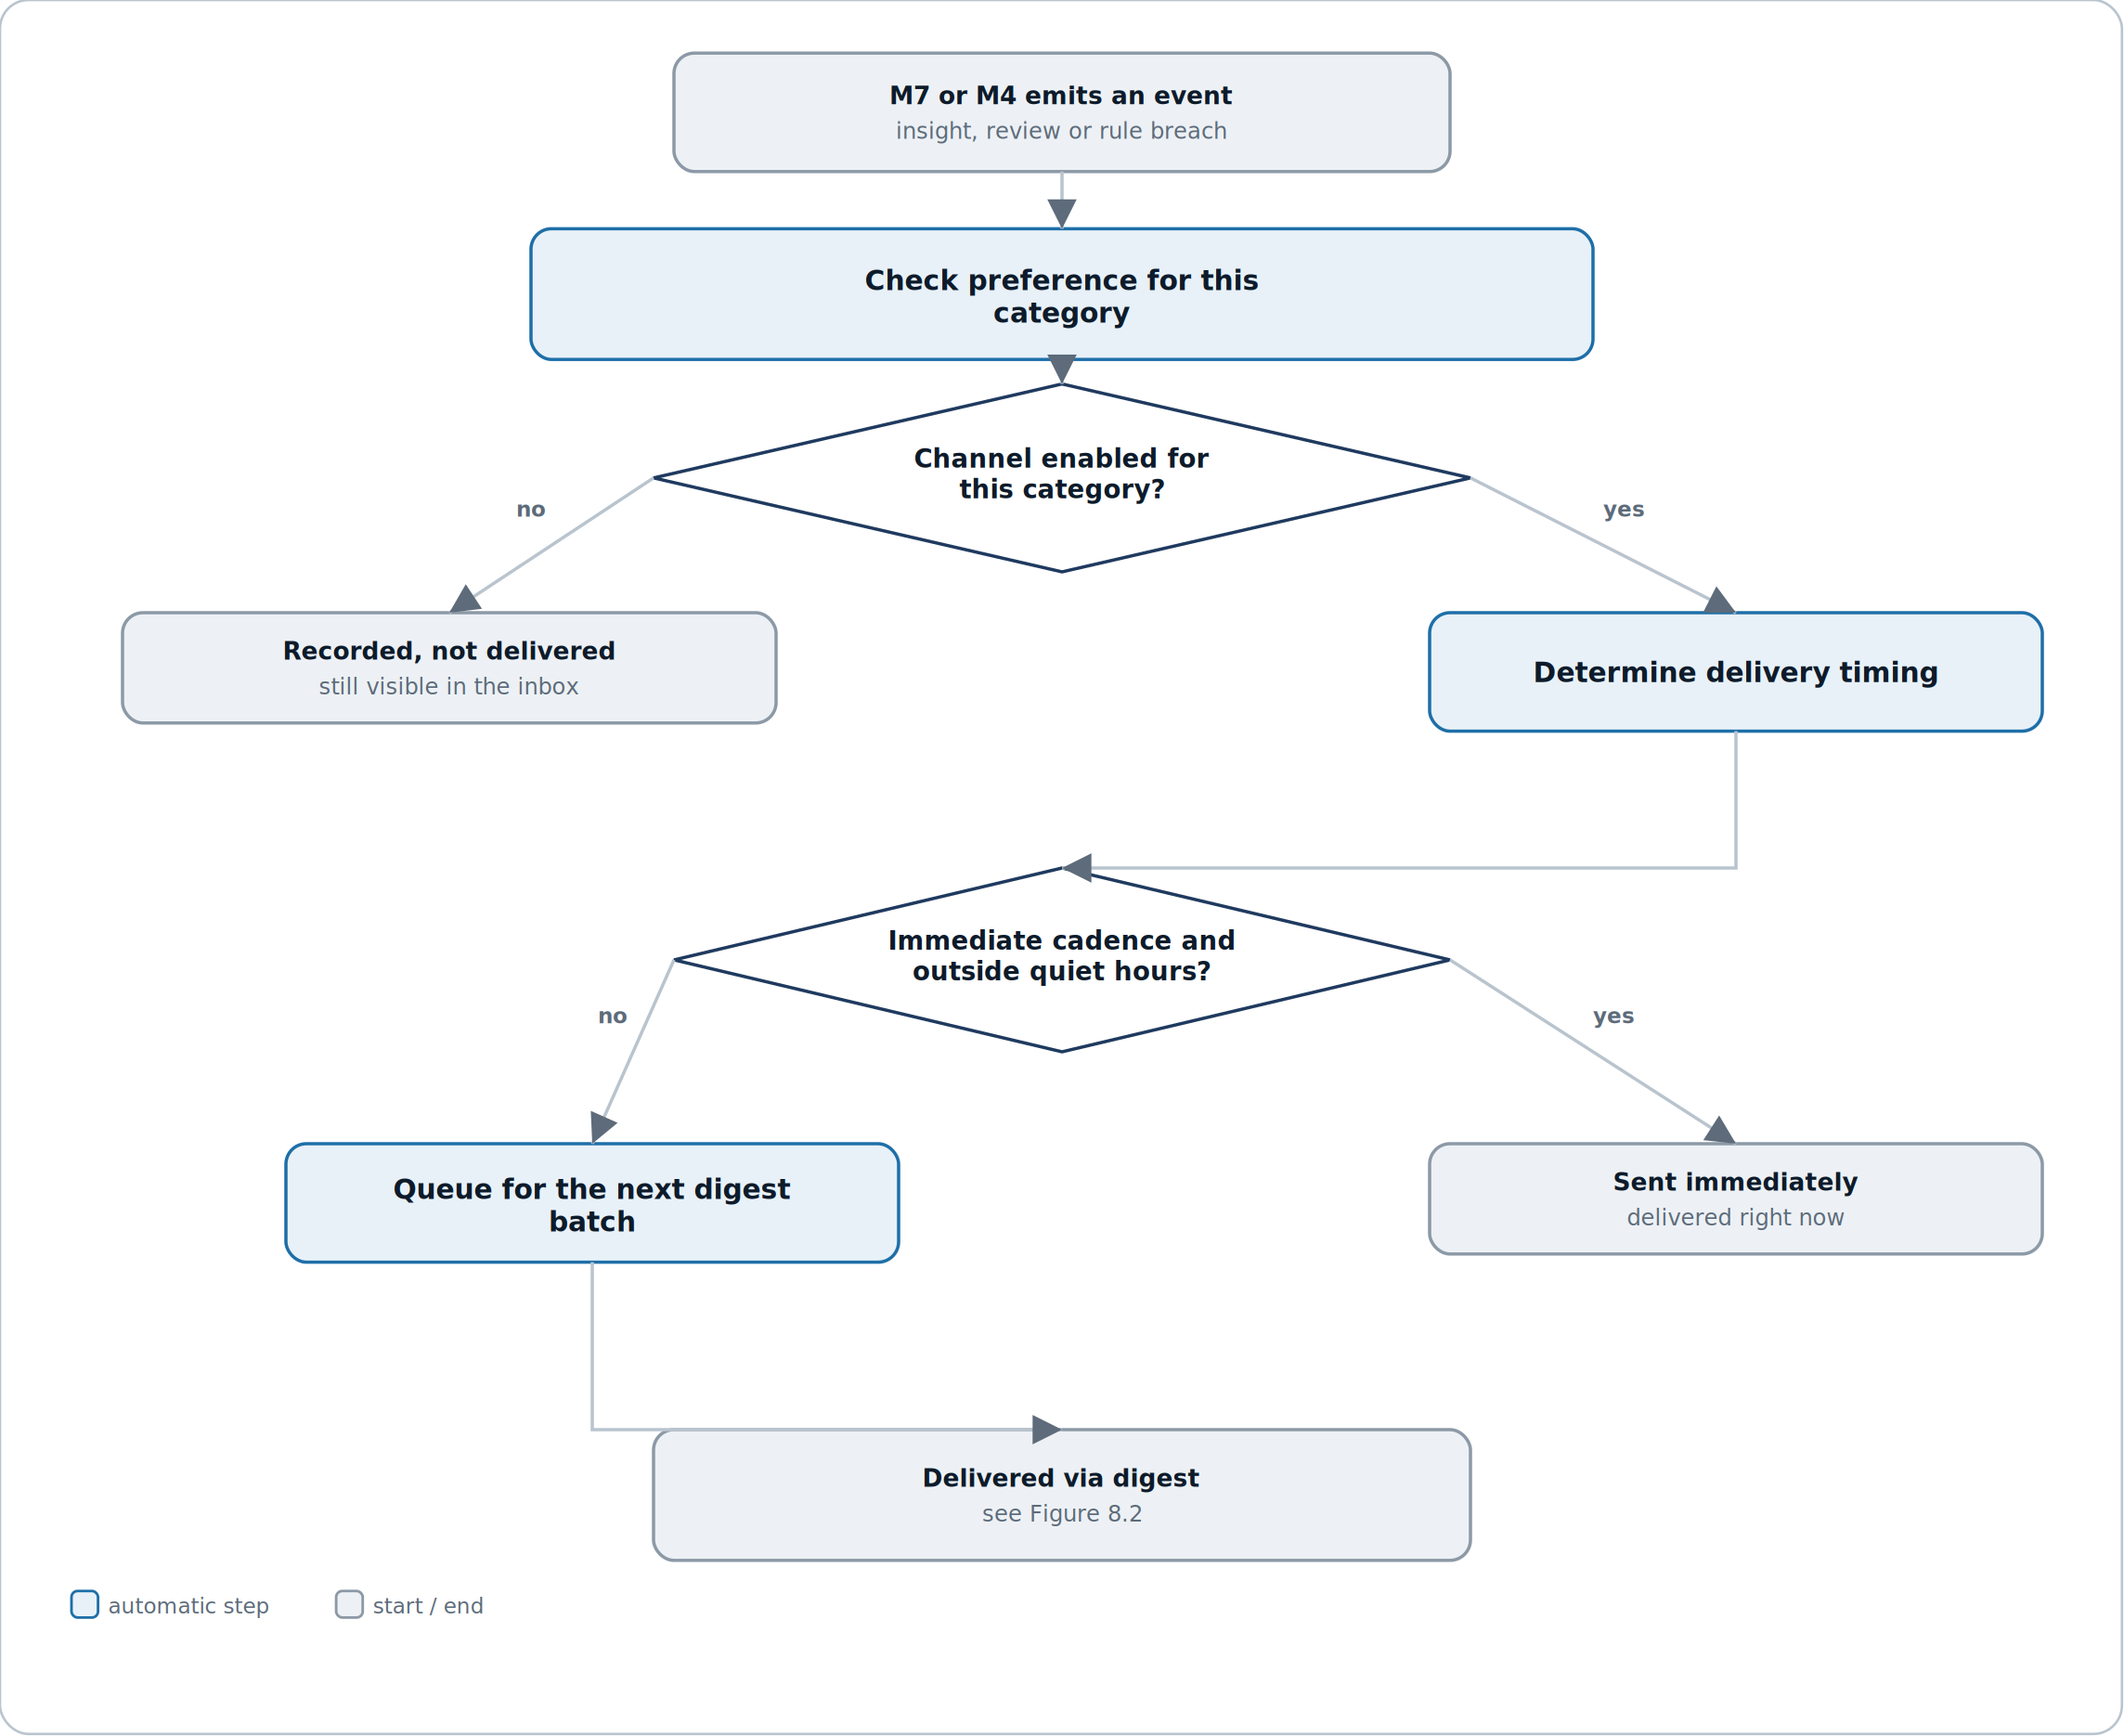 M7 or M4 emits an event
insight, review or rule breach
Check preference for this
category
Channel enabled for
this category?
no
yes
Recorded, not delivered
still visible in the inbox
Determine delivery timing
Immediate cadence and
outside quiet hours?
no
yes
Queue for the next digest
batch
Sent immediately
delivered right now
Delivered via digest
see Figure 8.2
automatic step
start / end